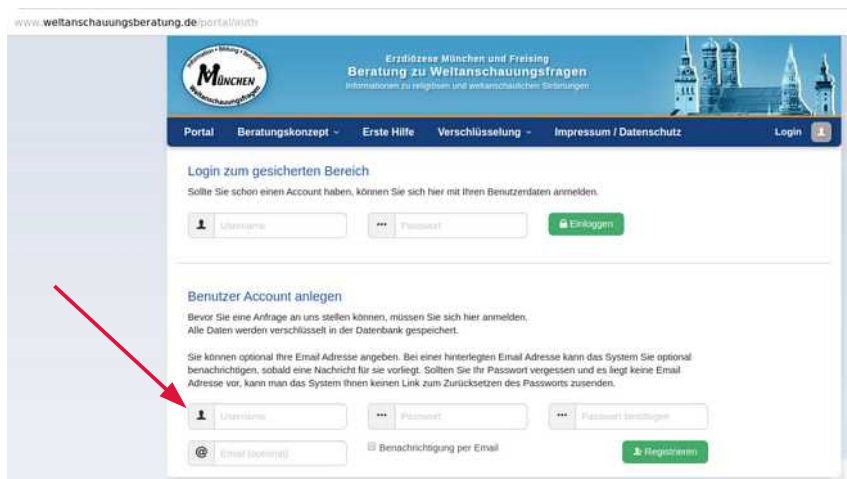 www.weltanschauungsberatung.de/portal/auth
Information · Bildung · Beratung
MÜNCHEN
Weltanschauungsfragen
Erzdiözese München und Freising
Beratung zu Weltanschauungsfragen
Informationen zu religiösen und weltanschaulichen Strömungen
Portal Beratungskonzept Erste Hilfe Verschlüsselung Impressum / Datenschutz Login
Login zum gesicherten Bereich
Sollte Sie schon einen Account haben, können Sie sich hier mit Ihren Benutzerdaten anmelden.
Username Passwort Einloggen
Benutzer Account anlegen
Bevor Sie eine Anfrage an uns stellen können, müssen Sie sich hier anmelden.
Alle Daten werden verschlüsselt in der Datenbank gespeichert.
Sie können optional Ihre Email Adresse angeben. Bei einer hinterlegten Email Adresse kann das System Sie optional
benachrichtigen, sobald eine Nachricht für sie vorliegt. Sollten Sie Ihr Passwort vergessen und es liegt keine Email
Adresse vor, kann man das System Ihnen keinen Link zum Zurücksetzen des Passworts zusenden.
Username Passwort Passwort bestätigen
@ Email (optional) Benachrichtigung per Email Registrieren